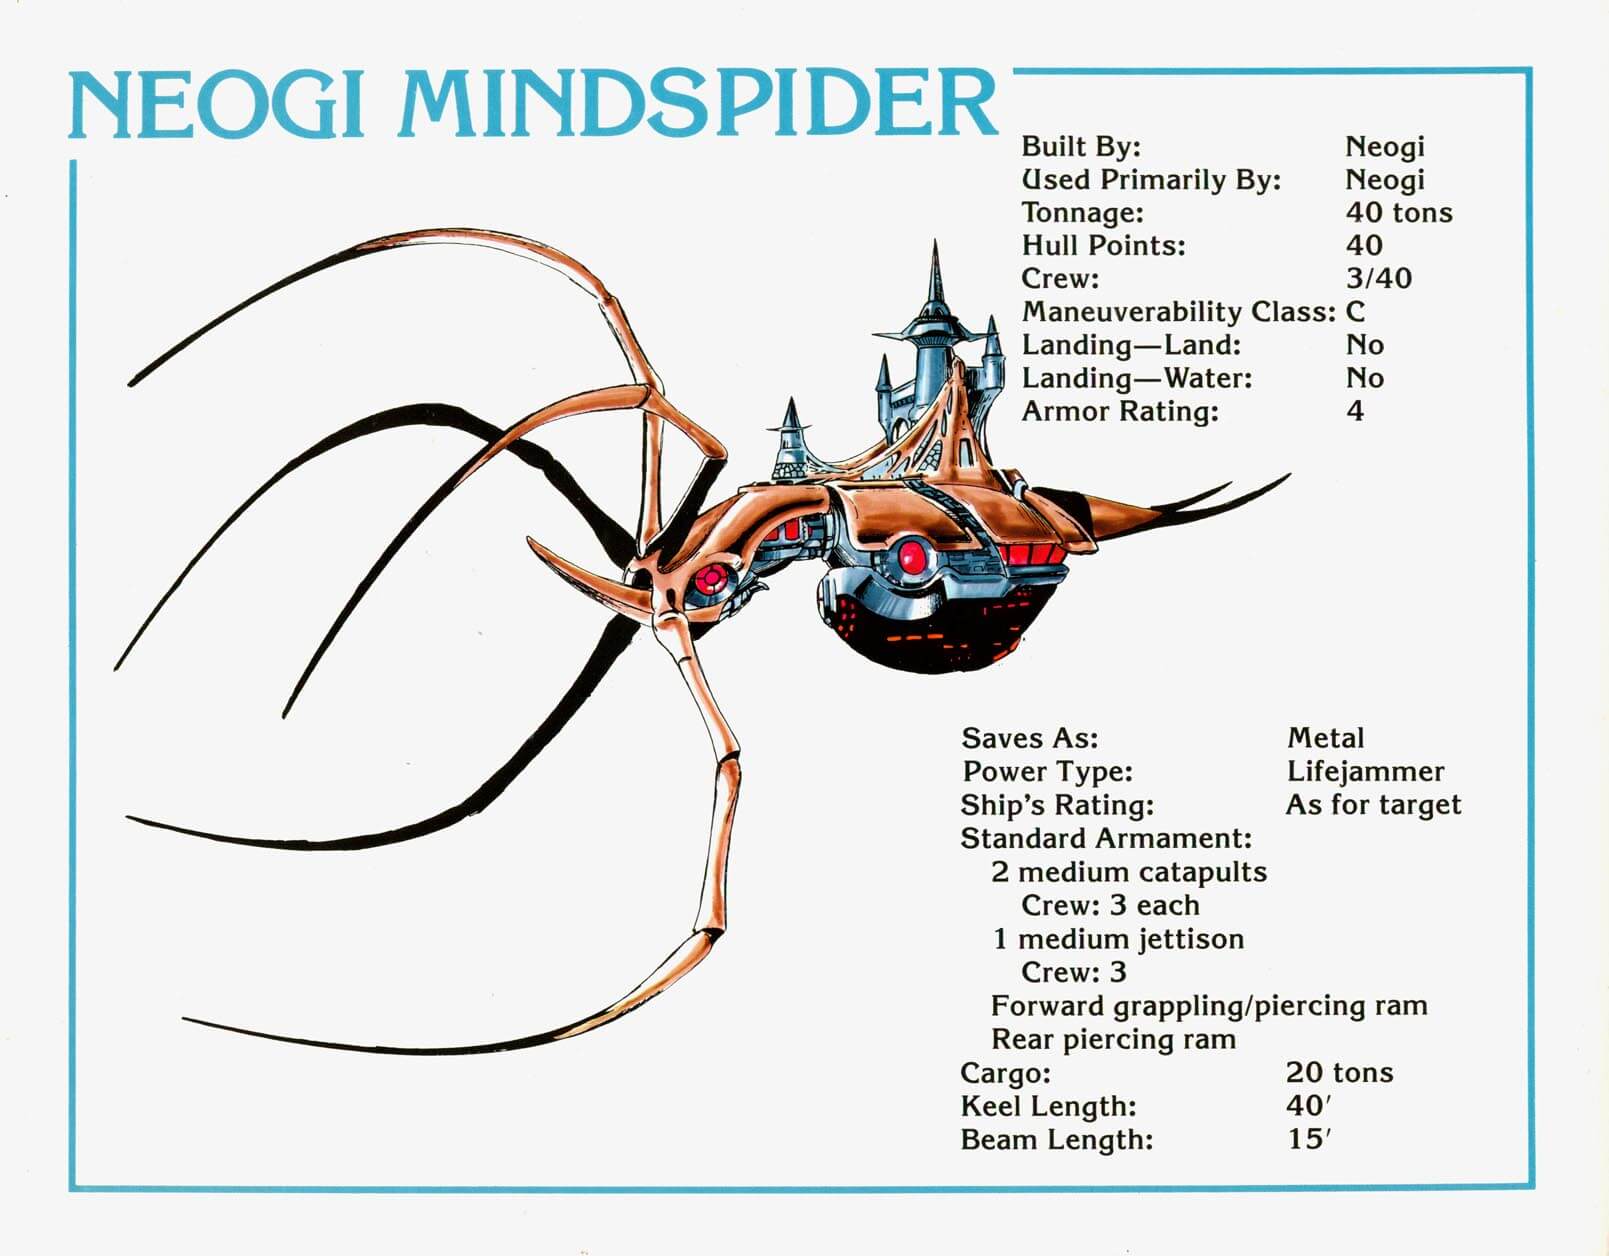 NEOGI MINDSPIDER
Built By: Neogi
Used Primarily By: Neogi
Tonnage: 40 tons
Hull Points: 40
Crew: 3/40
Maneuverability Class: C
Landing—Land: No
Landing—Water: No
Armor Rating: 4
Saves As: Metal
Power Type: Lifejammer
Ship's Rating: As for target
Standard Armament:
2 medium catapults
Crew: 3 each
1 medium jettison
Crew: 3
Forward grappling/piercing ram
Rear piercing ram
Cargo: 20 tons
Keel Length: 40′
Beam Length: 15′